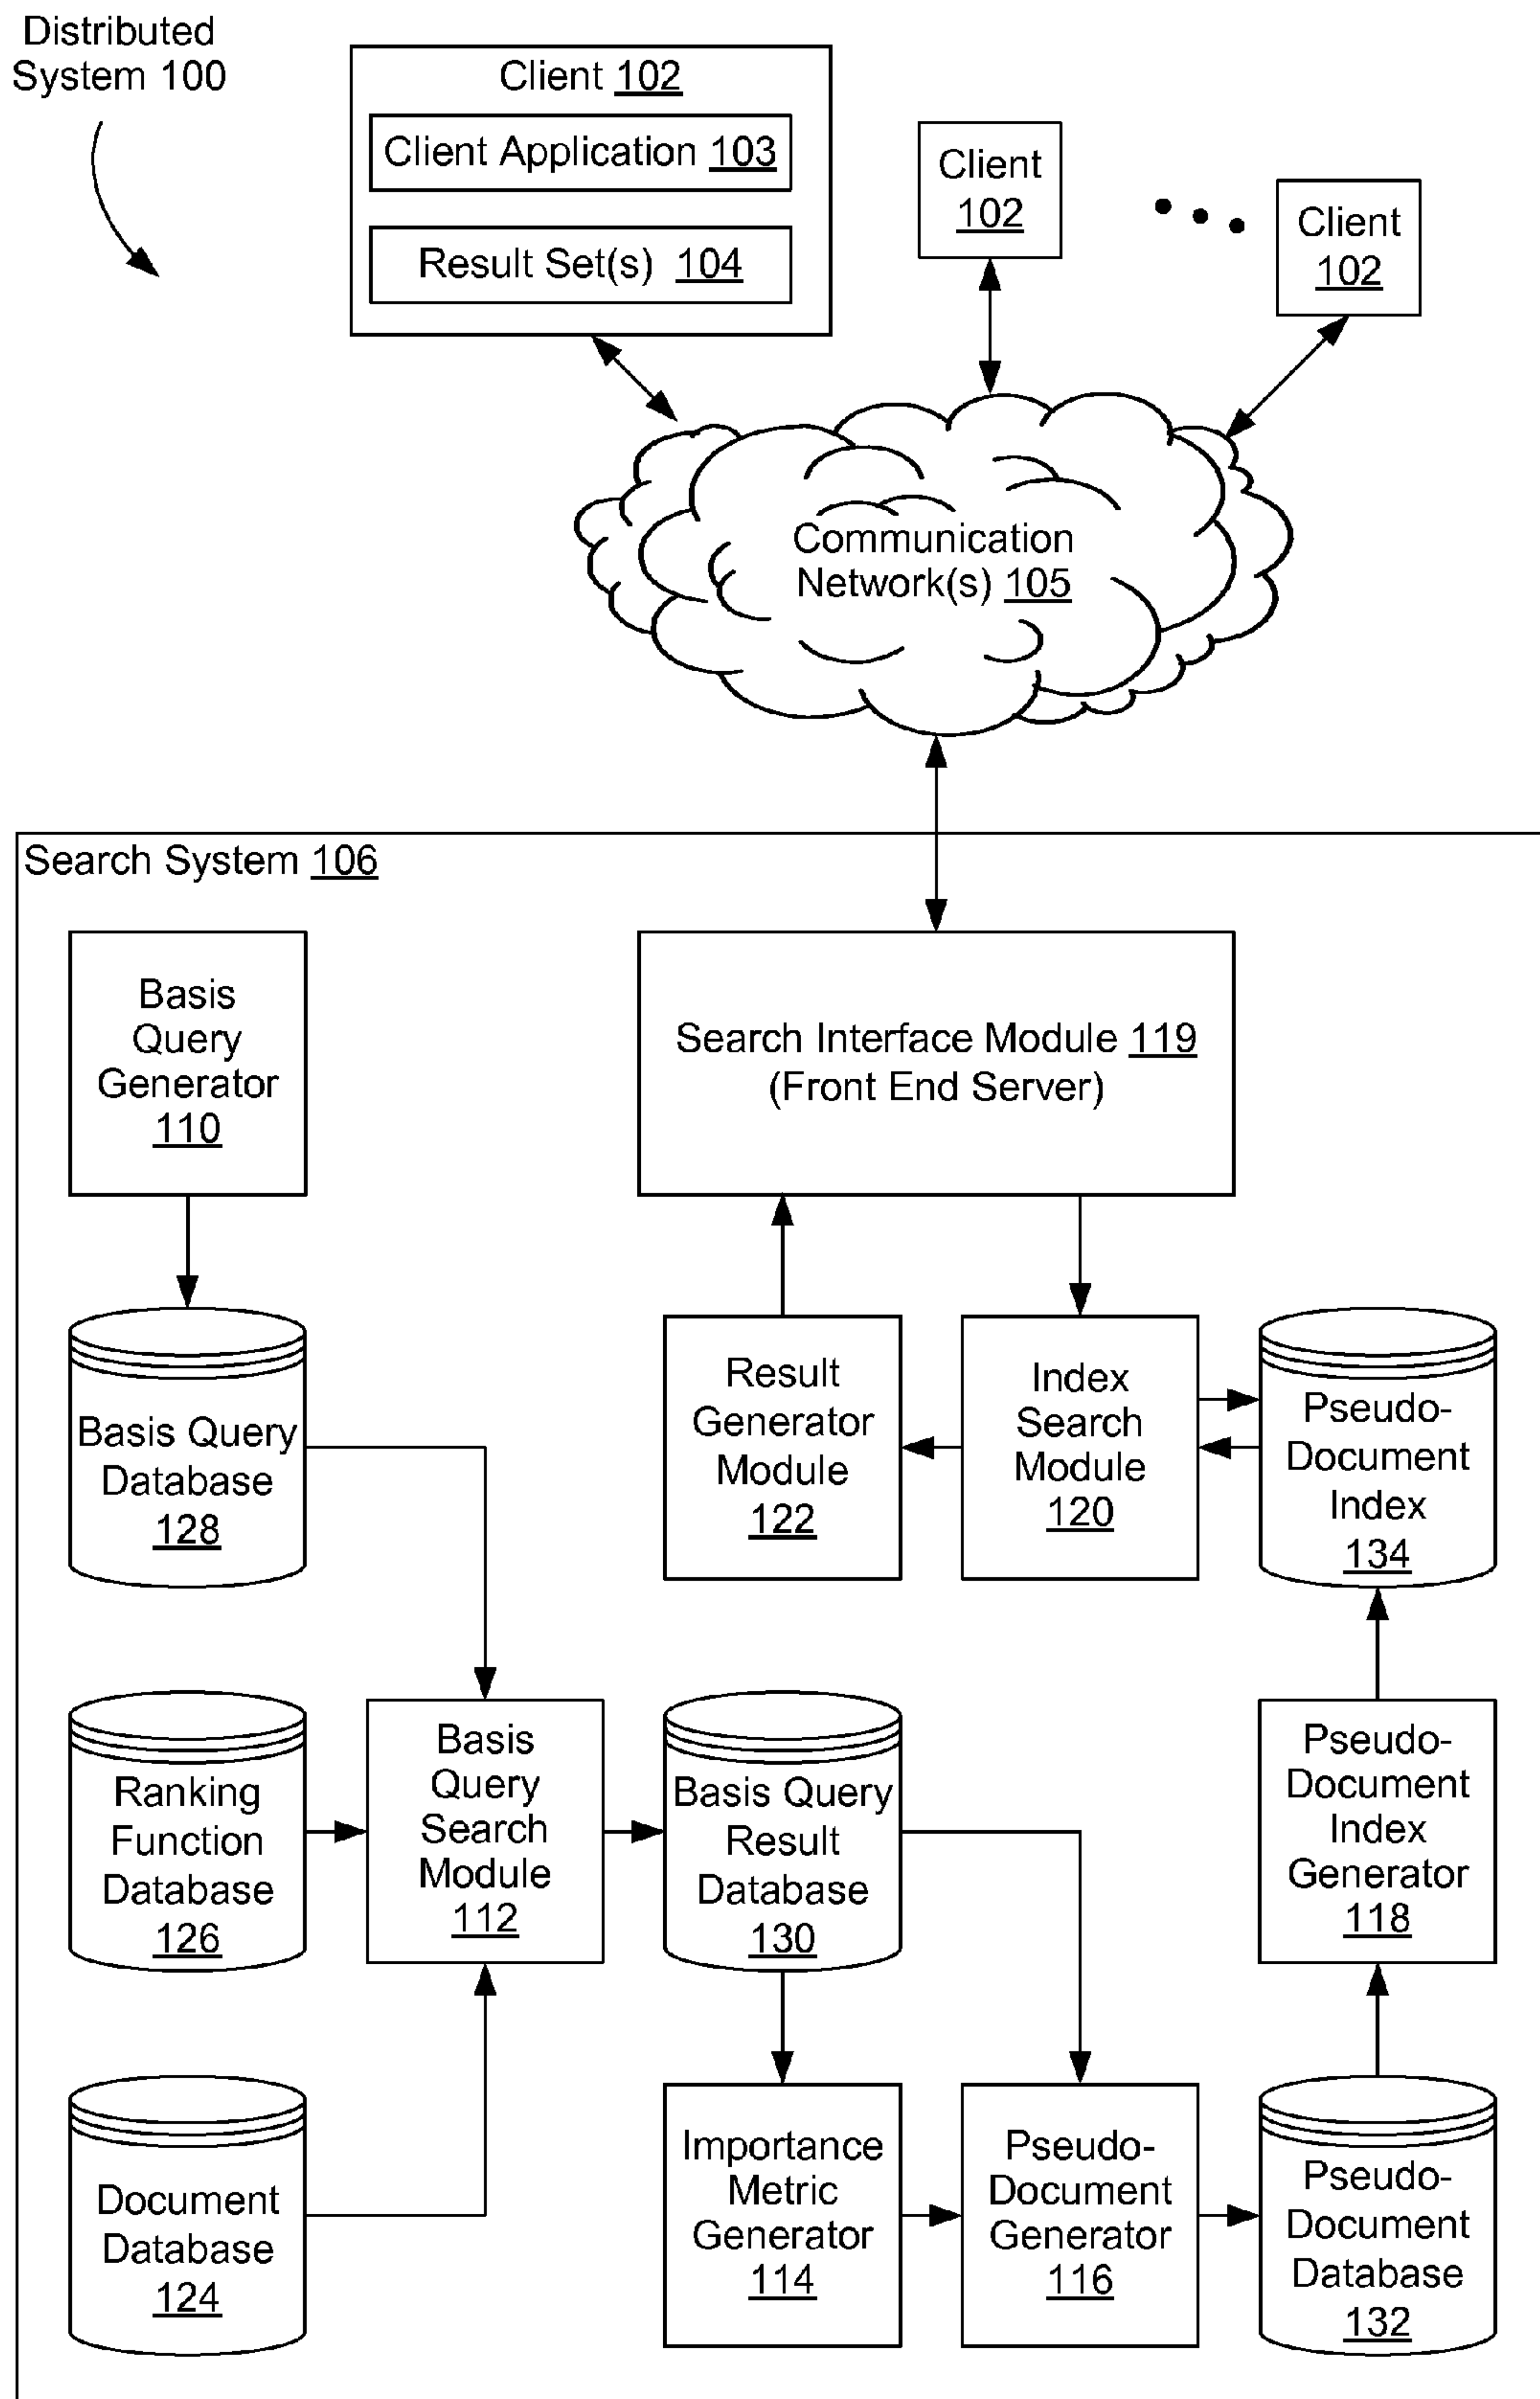 Distributed
System 100
Client 102
Client Application 103
Result Set(s) 104
Client
102
Client
102
Communication
Network(s) 105
Search System 106
Basis
Query
Generator
110
Search Interface Module 119
(Front End Server)
Basis Query
Database
128
Result
Generator
Module
122
Index
Search
Module
120
Pseudo-
Document
Index
134
Ranking
Function
Database
126
Basis
Query
Search
Module
112
Basis Query
Result
Database
130
Pseudo-
Document
Index
Generator
118
Document
Database
124
Importance
Metric
Generator
114
Pseudo-
Document
Generator
116
Pseudo-
Document
Database
132